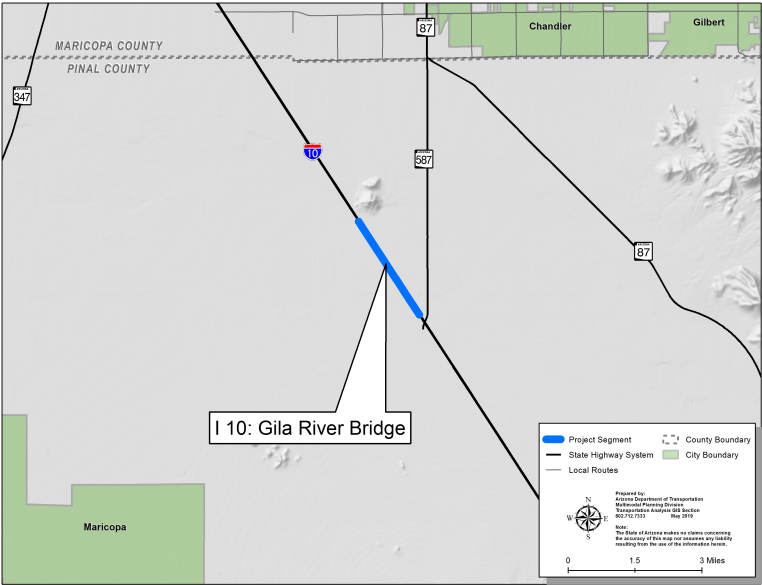 ARIZONA
87
Chandler
Gilbert
MARICOPA COUNTY
PINAL COUNTY
347
10
ARIZONA
587
ARIZONA
87
I 10: Gila River Bridge
Maricopa
Project Segment
County Boundary
State Highway System
City Boundary
Local Routes
N
W
E
S
Prepared by:
Arizona Department of Transportation
Multimodal Planning Division
Transportation Analysis GIS Section
602.712.7333 May 2019
Note:
The State of Arizona makes no claims concerning
the accuracy of this map nor assumes any liability
resulting from the use of the information herein.
0 1.5 3 Miles